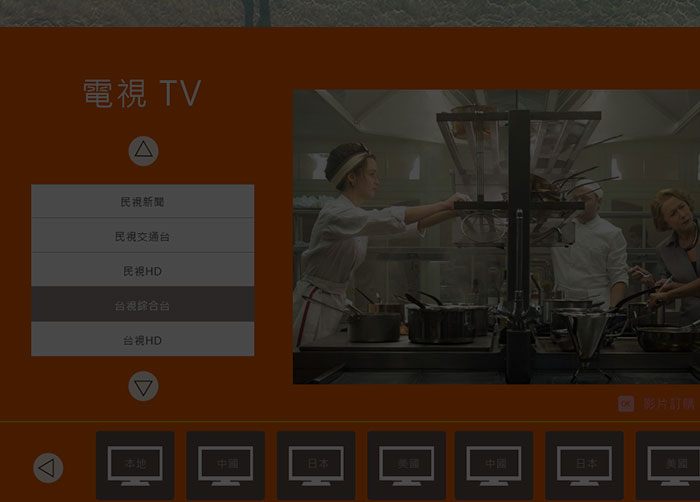 電視 TV
民視新聞
民視交通台
民視HD
台視綜合台
台視HD
OK 影片訂購
本地
中國
日本
美國
中國
日本
美國